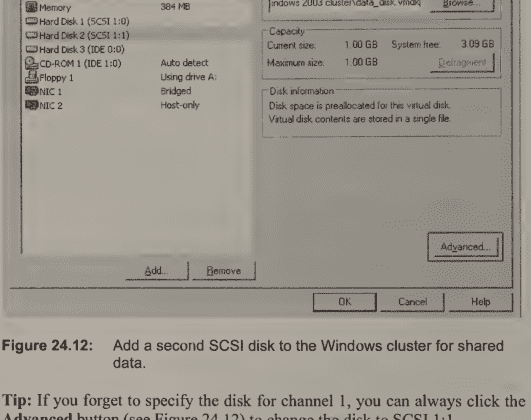 Memory 384 MB
Hard Disk 1 (SCSI 1:0)
Hard Disk 2 (SCSI 1:1)
Hard Disk 3 (IDE 0:0)
CD-ROM 1 (IDE 1:0) Auto detect
Floppy 1 Using drive A:
NIC 1 Bridged
NIC 2 Host-only
Add... Remove
indows 2003 cluster\data_disk.vmdk Browse...
Capacity
Current size: 1.00 GB System free: 3.09 GB
Maximum size: 1.00 GB Defragment
Disk information
Disk space is preallocated for this virtual disk.
Virtual disk contents are stored in a single file.
Advanced...
OK Cancel Help
Figure 24.12: Add a second SCSI disk to the Windows cluster for shared
data.
Tip: If you forget to specify the disk for channel 1, you can always click the
Advanced button (see Figure 24.12) to change the disk to SCSI 1:1